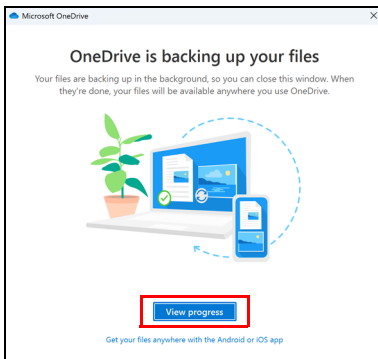 Microsoft OneDrive
OneDrive is backing up your files
Your files are backing up in the background, so you can close this window. When
they're done, your files will be available anywhere you use OneDrive.
View progress
Get your files anywhere with the Android or iOS app